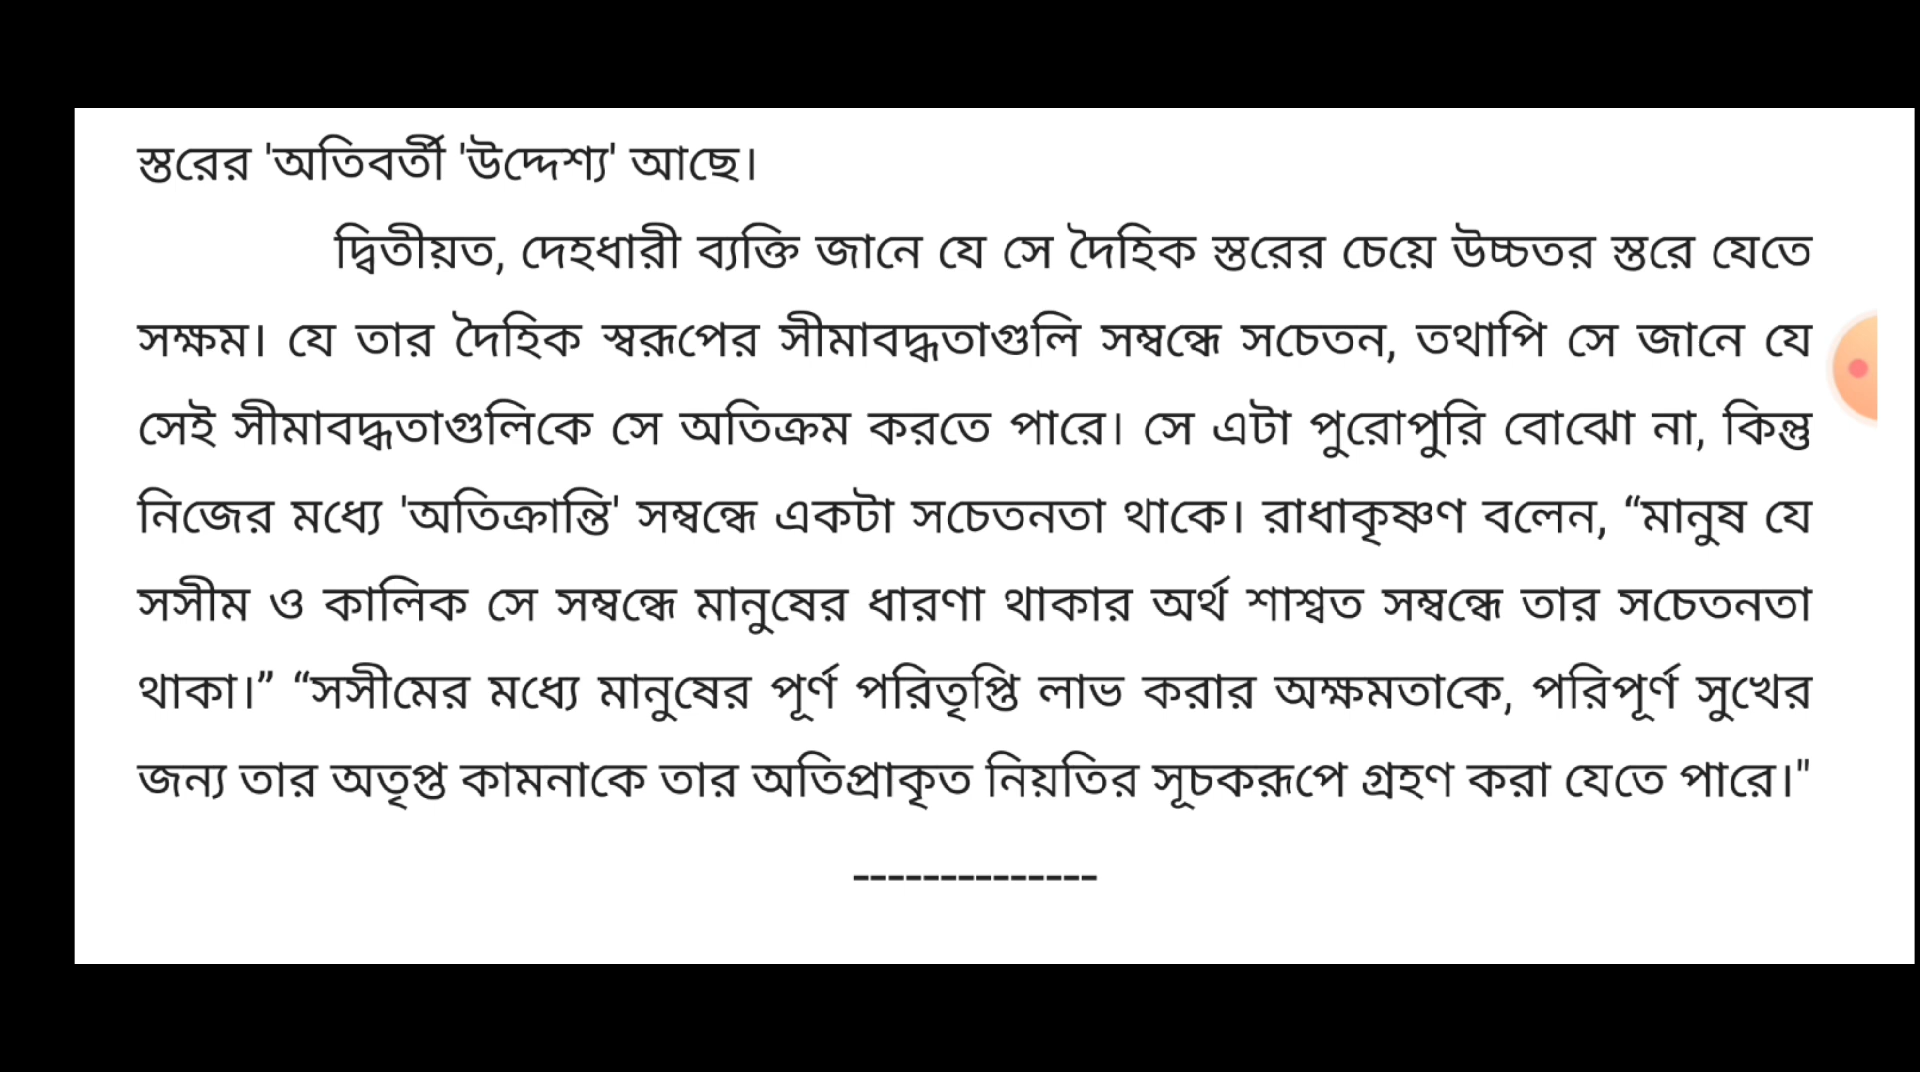 স্তরের 'অতিবর্তী 'উদ্দেশ্য' আছে।
দ্বিতীয়ত, দেহধারী ব্যক্তি জানে যে সে দৈহিক স্তরের চেয়ে উচ্চতর স্তরে যেতে
সক্ষম। যে তার দৈহিক স্বরূপের সীমাবদ্ধতাগুলি সম্বন্ধে সচেতন, তথাপি সে জানে যে
সেই সীমাবদ্ধতাগুলিকে সে অতিক্রম করতে পারে। সে এটা পুরোপুরি বোঝো না, কিন্তু
নিজের মধ্যে 'অতিক্রান্তি' সম্বন্ধে একটা সচেতনতা থাকে। রাধাকৃষ্ণণ বলেন, “মানুষ যে
সসীম ও কালিক সে সম্বন্ধে মানুষের ধারণা থাকার অর্থ শাশ্বত সম্বন্ধে তার সচেতনতা
থাকা।” “সসীমের মধ্যে মানুষের পূর্ণ পরিতৃপ্তি লাভ করার অক্ষমতাকে, পরিপূর্ণ সুখের
জন্য তার অতৃপ্ত কামনাকে তার অতিপ্রাকৃত নিয়তির সূচকরূপে গ্রহণ করা যেতে পারে।"
--------------